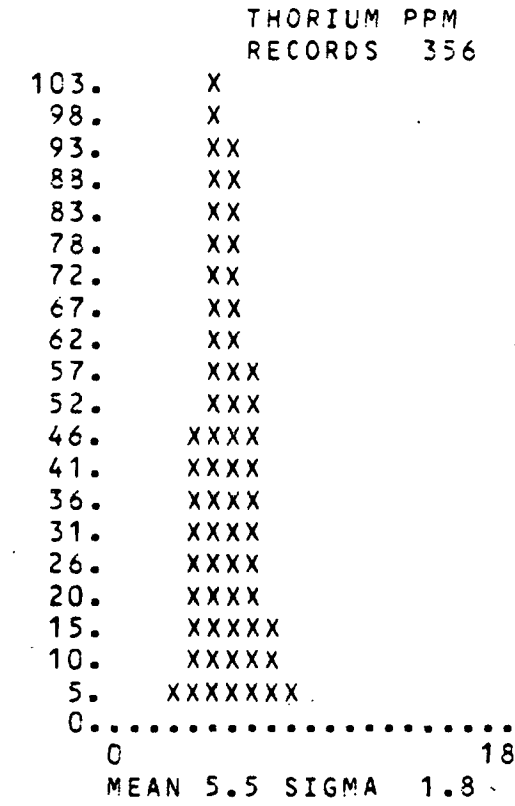 THORIUM PPM
RECORDS 356
103. X
98. X
93. XX
88. XX
83. XX
78. XX
72. XX
67. XX
62. XX
57. XXX
52. XXX
46. XXXX
41. XXXX
36. XXXX
31. XXXX
26. XXXX
20. XXXX
15. XXXXX
10. XXXXX
5. XXXXXXX
0.....................
0 18
MEAN 5.5 SIGMA 1.8